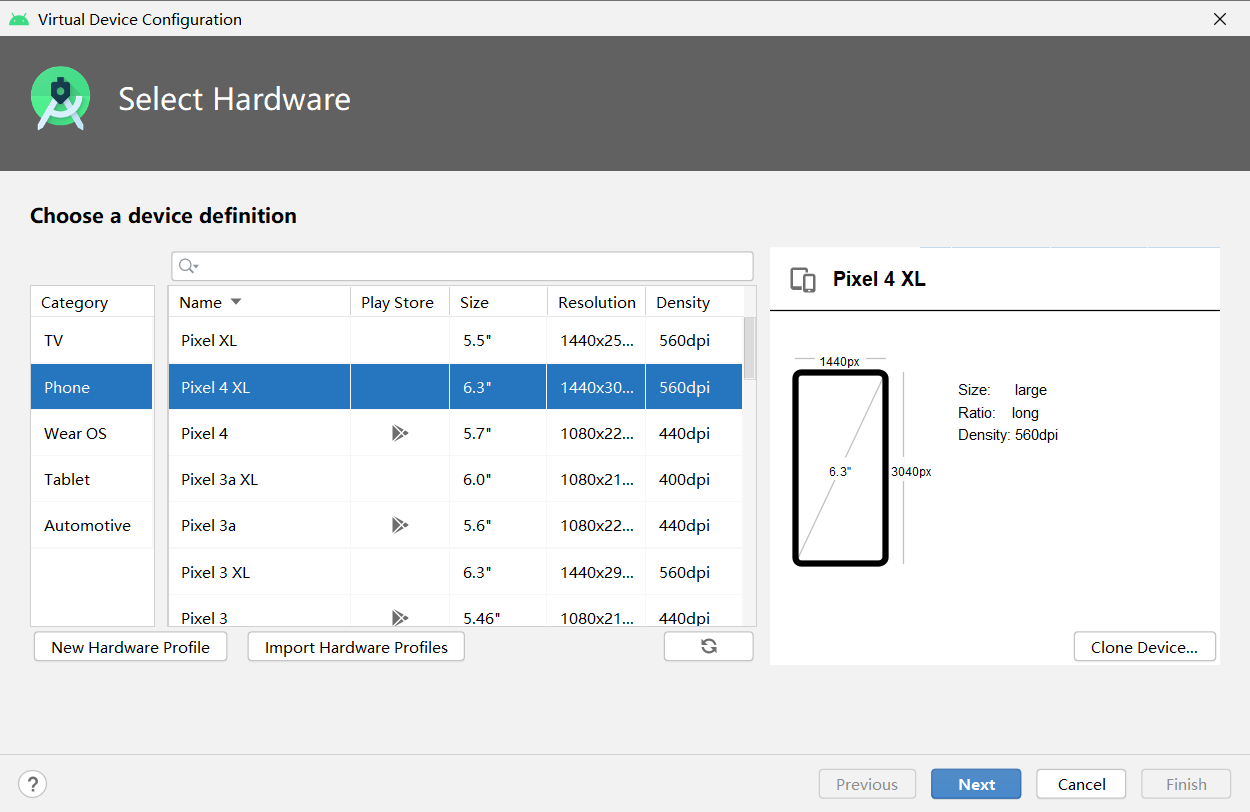 Virtual Device Configuration
Select Hardware
Choose a device definition
Category
TV
Phone
Wear OS
Tablet
Automotive
Name Play Store Size Resolution Density
Pixel XL 5.5" 1440x25... 560dpi
Pixel 4 XL 6.3" 1440x30... 560dpi
Pixel 4 5.7" 1080x22... 440dpi
Pixel 3a XL 6.0" 1080x21... 400dpi
Pixel 3a 5.6" 1080x22... 440dpi
Pixel 3 XL 6.3" 1440x29... 560dpi
Pixel 3 5.46" 1080x21... 440dpi
New Hardware Profile Import Hardware Profiles
Pixel 4 XL
1440px
6.3"
3040px
Size: large
Ratio: long
Density: 560dpi
Clone Device...
? Previous Next Cancel Finish